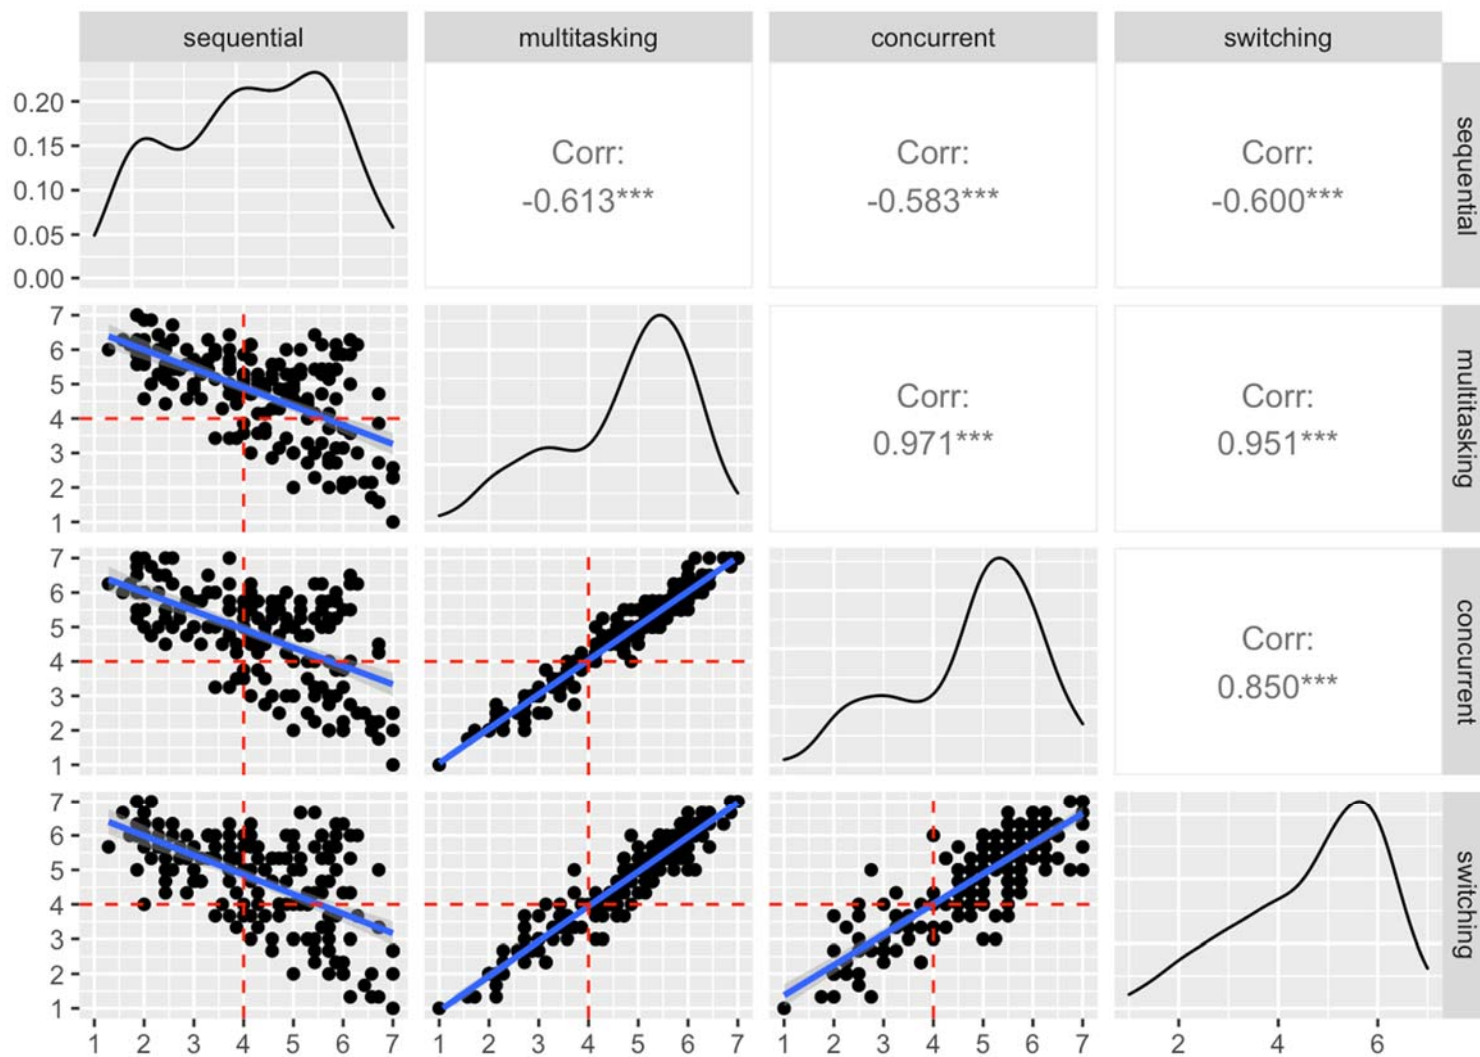 sequential multitasking concurrent switching
0.20
0.15
0.10
0.05
0.00
Corr:
-0.613***
Corr:
-0.583***
Corr:
-0.600***
sequential
7
6
5
4
3
2
1
Corr:
0.971***
Corr:
0.951***
multitasking
7
6
5
4
3
2
1
Corr:
0.850***
concurrent
7
6
5
4
3
2
1
switching
1 2 3 4 5 6 7
1 2 3 4 5 6 7
1 2 3 4 5 6 7
2 4 6